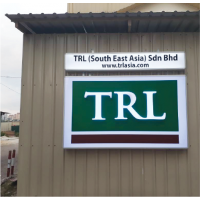 TRL (South East Asia) Sdn Bhd
www.trlasia.com
TRL